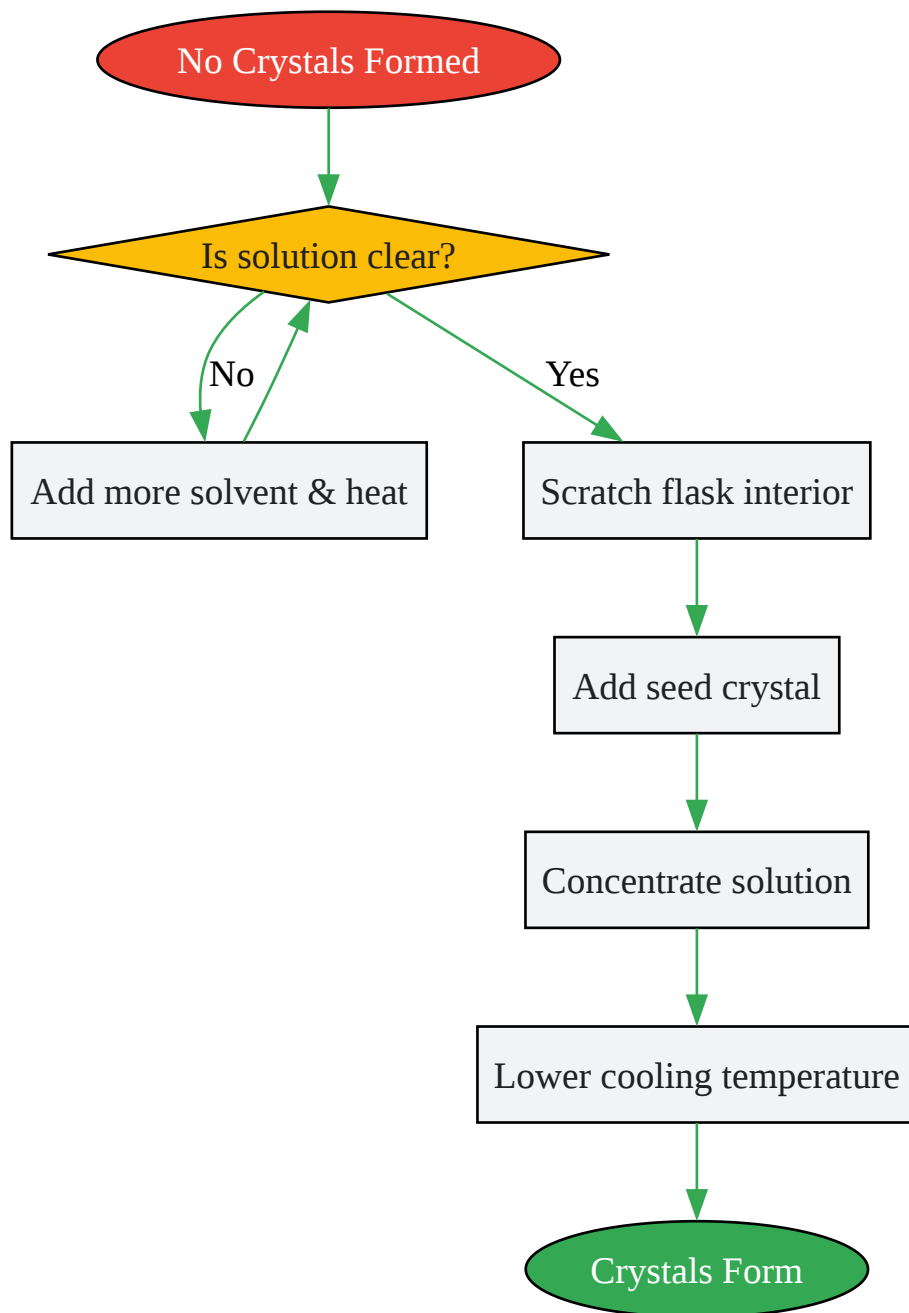 No Crystals Formed
Is solution clear?
No
Yes
Add more solvent & heat
Scratch flask interior
Add seed crystal
Concentrate solution
Lower cooling temperature
Crystals Form